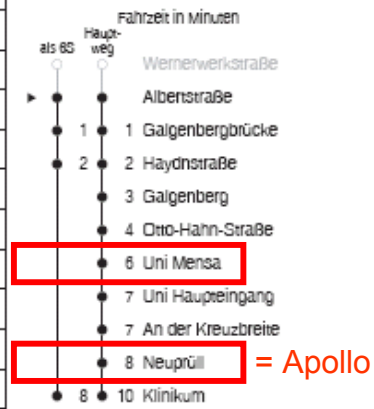 Fahrzeit in Minuten
Haupt-
als 6S weg
Wernerwerkstraße
Albertstraße
1 1 Galgenbergbrücke
2 2 Haydnstraße
3 Galgenberg
4 Otto-Hahn-Straße
6 Uni Mensa
7 Uni Haupteingang
7 An der Kreuzbreite
8 Neuprüll = Apollo
8 10 Klinikum